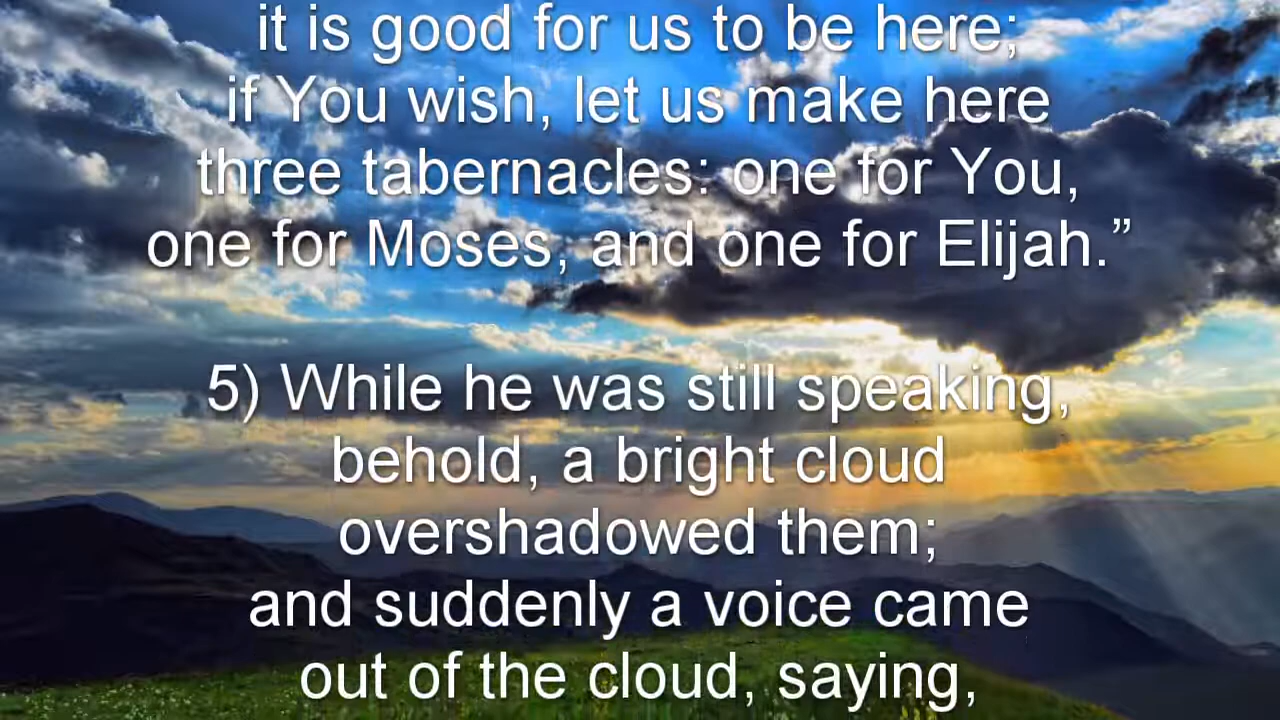 it is good for us to be here;
if You wish, let us make here
three tabernacles: one for You,
one for Moses, and one for Elijah.”
5) While he was still speaking,
behold, a bright cloud
overshadowed them;
and suddenly a voice came
out of the cloud, saying,